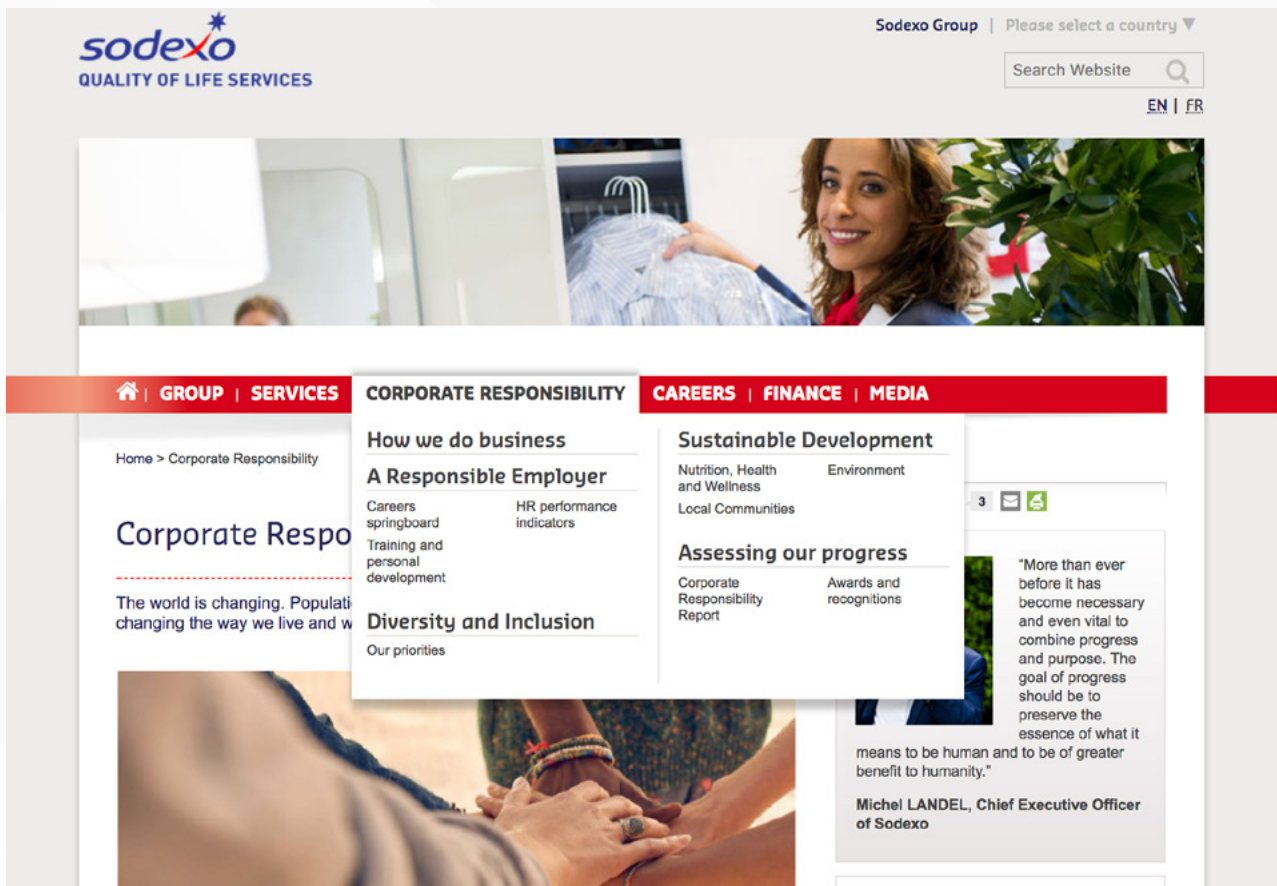 sodexo
QUALITY OF LIFE SERVICES
Sodexo Group | Please select a country ▼
Search Website
EN | FR
GROUP | SERVICES
CORPORATE RESPONSIBILITY
CAREERS | FINANCE | MEDIA
Home > Corporate Responsibility
How we do business
A Responsible Employer
Careers
springboard
HR performance
indicators
Training and
personal
development
Diversity and Inclusion
Our priorities
Sustainable Development
Nutrition, Health
and Wellness
Environment
Local Communities
Assessing our progress
Corporate
Responsibility
Report
Awards and
recognitions
3
Corporate Respo
The world is changing. Populati
changing the way we live and w
"More than ever
before it has
become necessary
and even vital to
combine progress
and purpose. The
goal of progress
should be to
preserve the
essence of what it
means to be human and to be of greater
benefit to humanity."
Michel LANDEL, Chief Executive Officer
of Sodexo